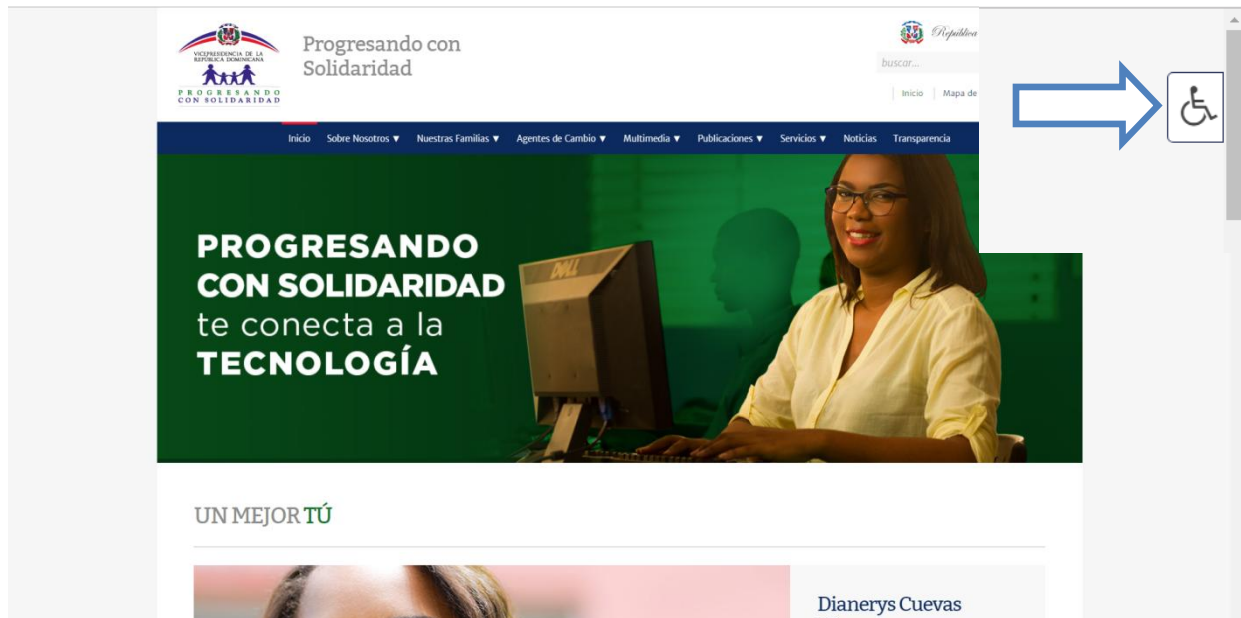 VICEPRESIDENCIA DE LA
REPÚBLICA DOMINICANA
PROGRESANDO
CON SOLIDARIDAD
Progresando con
Solidaridad
República
buscar...
Inicio
Mapa de
Inicio
Sobre Nosotros ▼
Nuestras Familias ▼
Agentes de Cambio ▼
Multimedia ▼
Publicaciones ▼
Servicios ▼
Noticias
Transparencia
PROGRESANDO
CON SOLIDARIDAD
te conecta a la
TECNOLOGÍA
DELL
UN MEJOR TÚ
Dianerys Cuevas